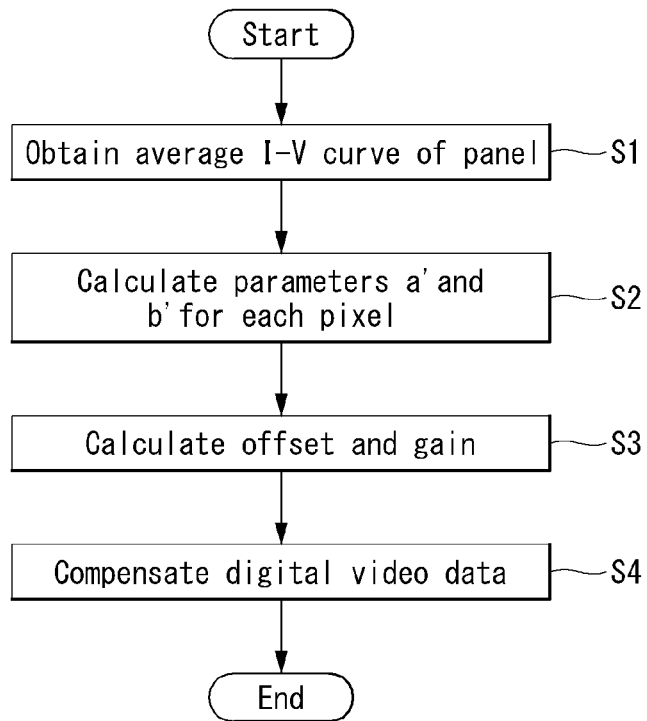 Start
Obtain average I-V curve of panel
S1
Calculate parameters a' and
b' for each pixel
S2
Calculate offset and gain
S3
Compensate digital video data
S4
End